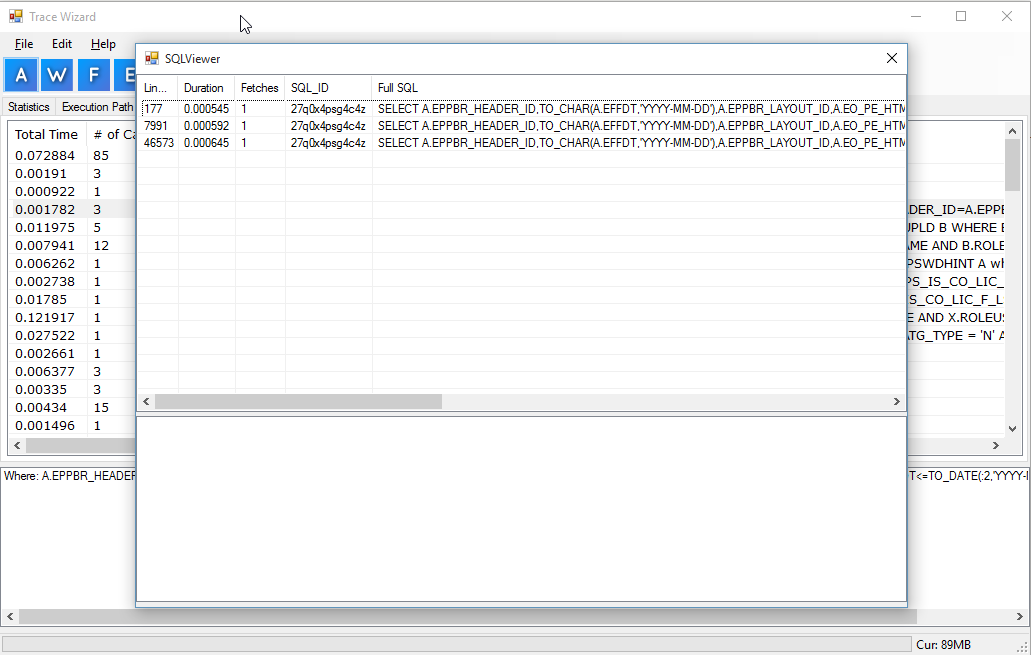 Trace Wizard
File Edit Help
A W F E
Statistics Execution Path
Total Time # of Ca
0.072884 85
0.00191 3
0.000922 1
0.001782 3 DER_ID=A.EPPE
0.011975 5 JPLD B WHERE E
0.007941 12 AME AND B.ROLE
0.006262 1 PSWDHINT A wh
0.002738 1 PS_IS_CO_LIC_
0.01785 1 S_CO_LIC_F_L
0.121917 1 E AND X.ROLEUS
0.027522 1 ATG_TYPE = 'N' A
0.002661 1
0.006377 3
0.00335 3
0.00434 15
0.001496 1
SQLViewer
Lin... Duration Fetches SQL_ID Full SQL
177 0.000545 1 27q0x4psg4c4z SELECT A.EPPBR_HEADER_ID,TO_CHAR(A.EFFDT,'YYYY-MM-DD'),A.EPPBR_LAYOUT_ID,A.EO_PE_HTM
7991 0.000592 1 27q0x4psg4c4z SELECT A.EPPBR_HEADER_ID,TO_CHAR(A.EFFDT,'YYYY-MM-DD'),A.EPPBR_LAYOUT_ID,A.EO_PE_HTM
46573 0.000645 1 27q0x4psg4c4z SELECT A.EPPBR_HEADER_ID,TO_CHAR(A.EFFDT,'YYYY-MM-DD'),A.EPPBR_LAYOUT_ID,A.EO_PE_HTM
Where: A.EPPBR_HEADER T<=TO_DATE(:2,'YYYY-
Cur: 89MB